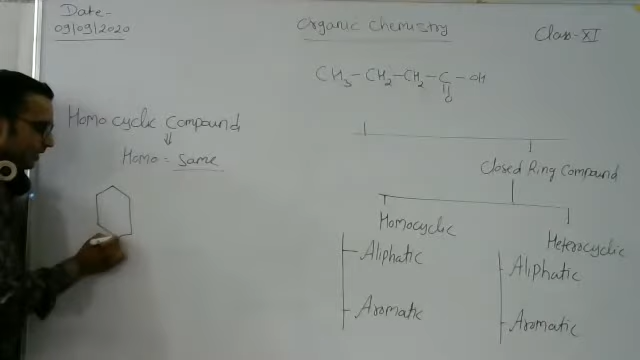 Date-
09/09/2020
Organic Chemistry
Class-XI
CH3-CH2-CH2-C-OH
O
Homocyclic Compound
Homo = Same
Closed Ring Compound
Homocyclic
Heterocyclic
Aliphatic
Aliphatic
Aromatic
Aromatic